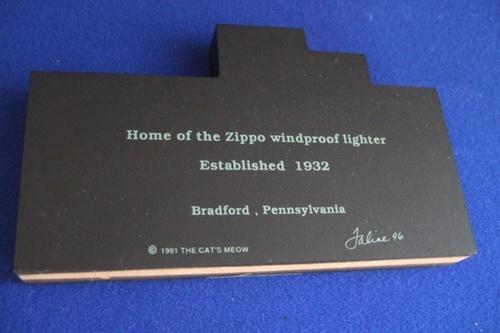 Home of the Zippo windproof lighter
Established 1932
Bradford , Pennsylvania
Faline 96
© 1991 THE CAT'S MEOW